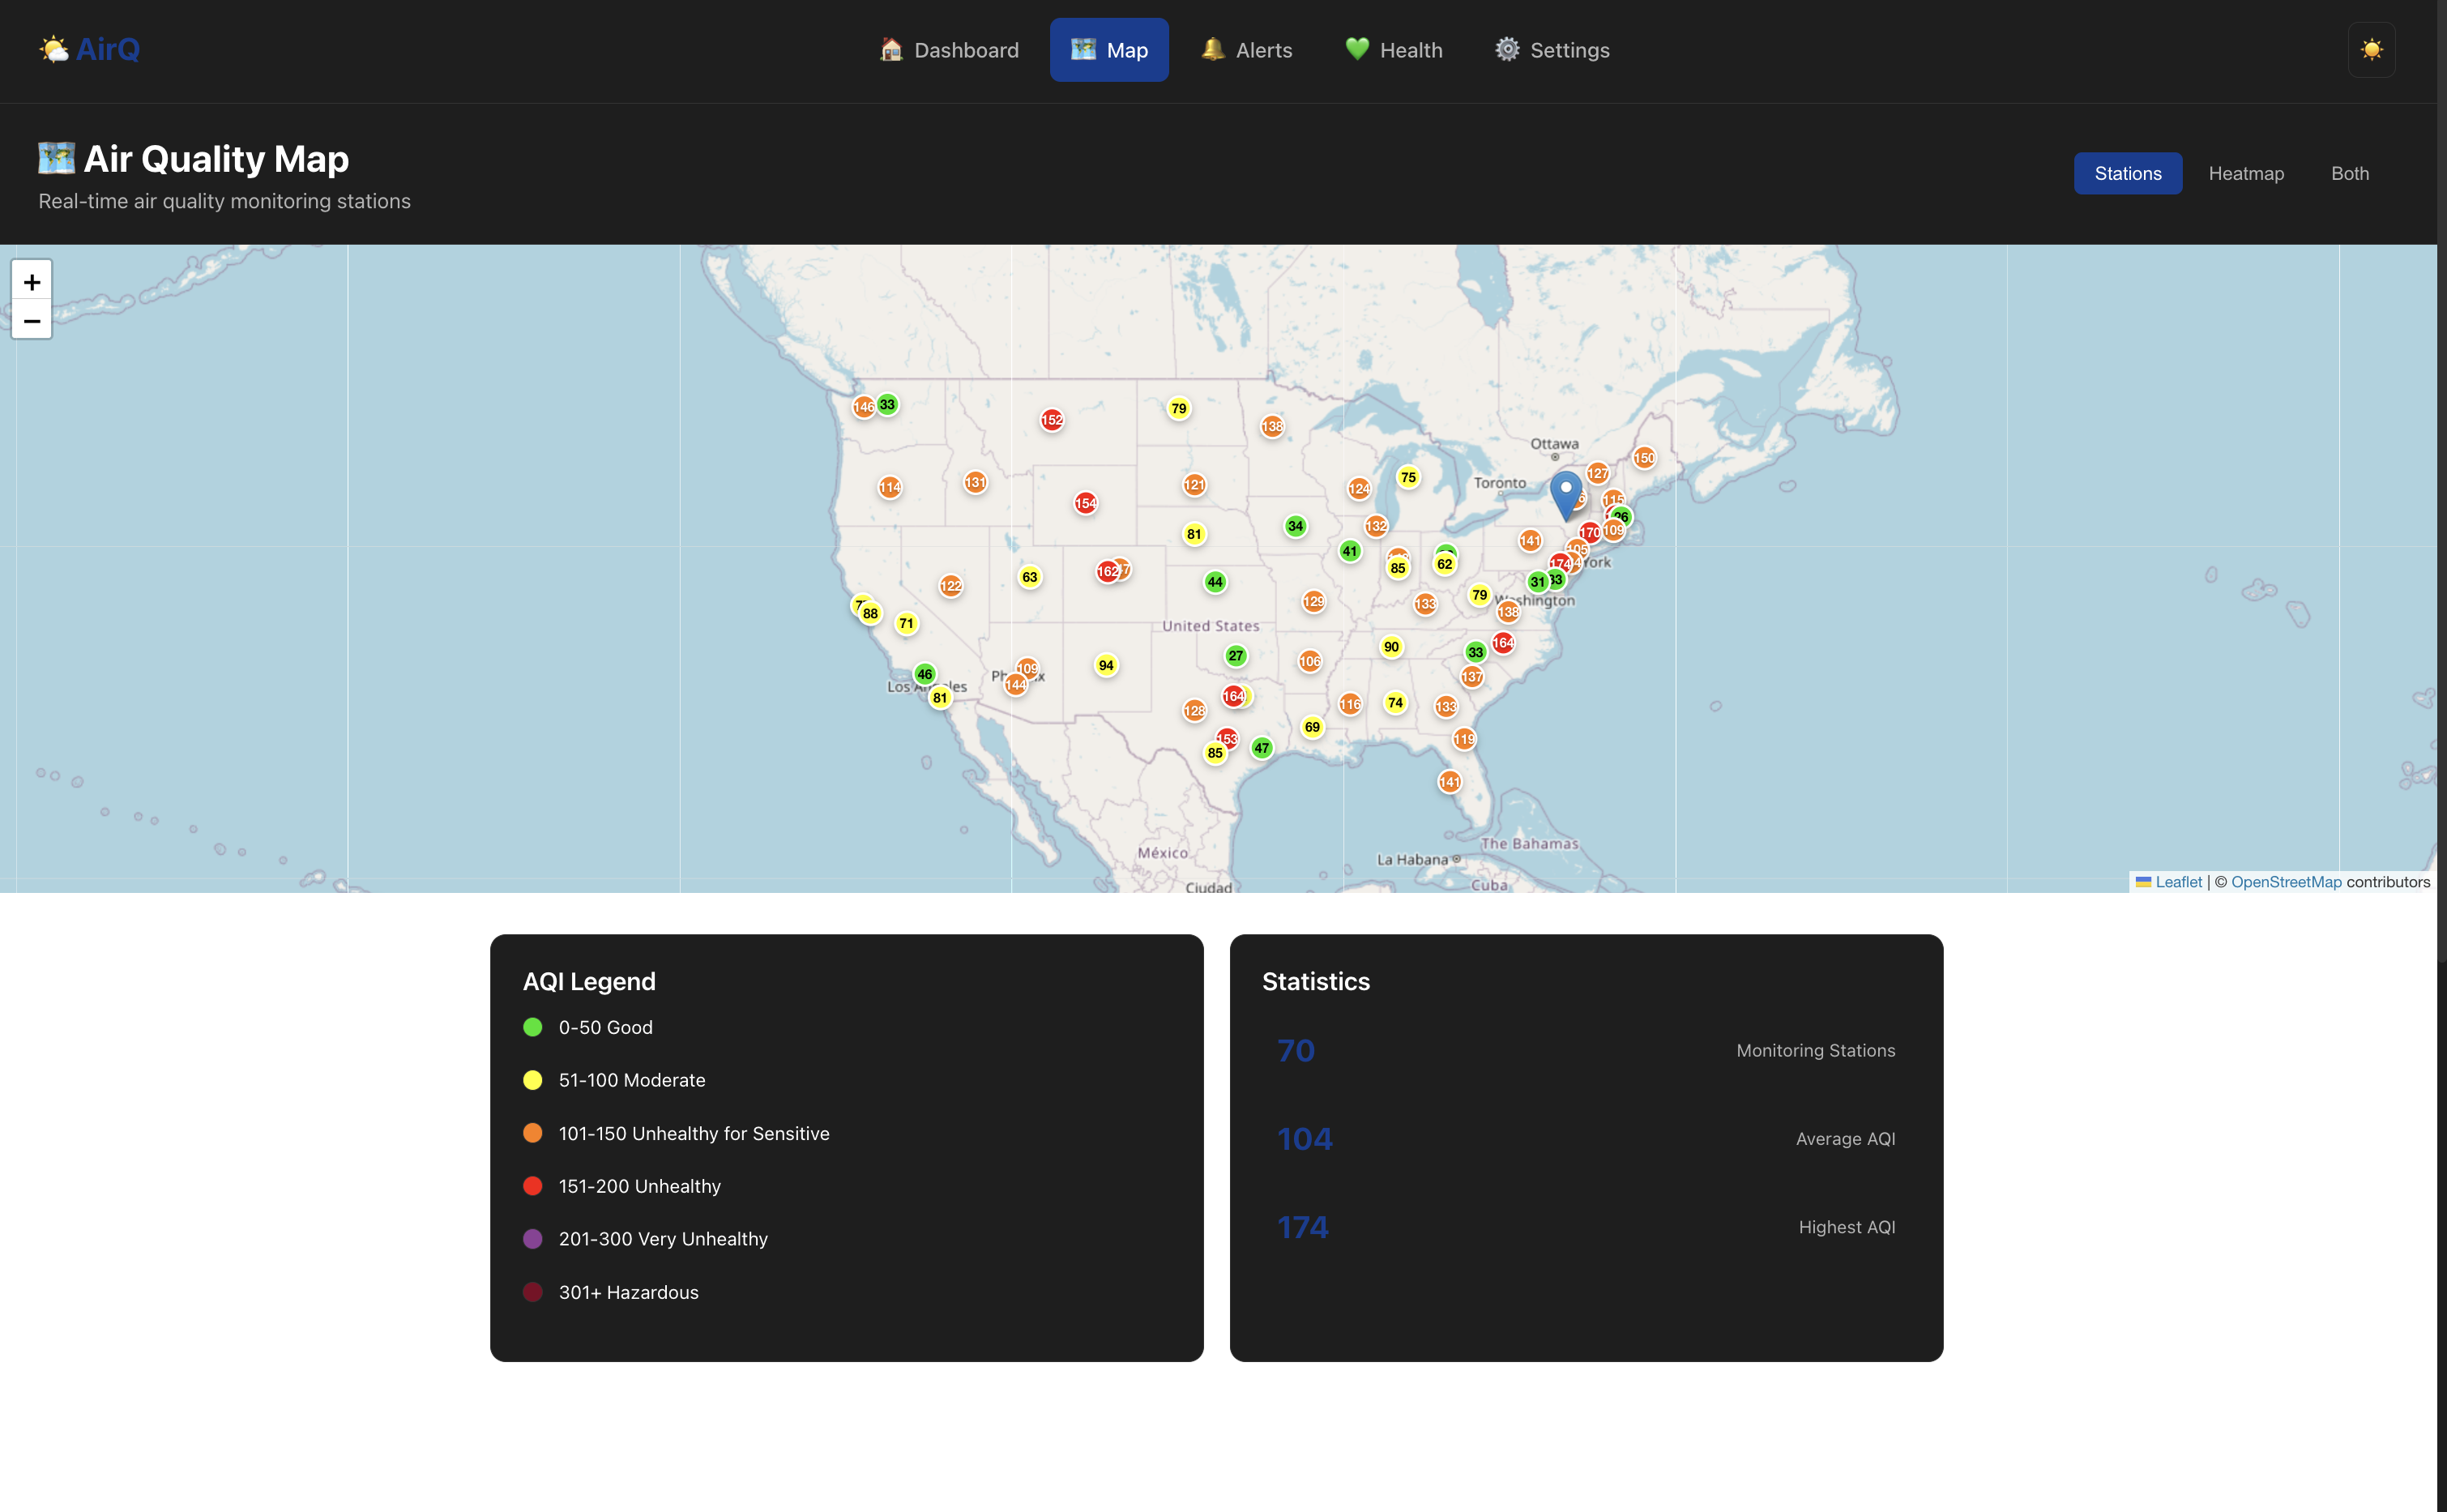 AirQ
Dashboard
Map
Alerts
Health
Settings
Air Quality Map
Real-time air quality monitoring stations
Stations
Heatmap
Both
+
−
146
33
152
79
138
Ottawa
150
127
75
114
131
121
124
Toronto
154
115
26
34
132
170
109
81
141
41
105
162
63
85
62
174
York
44
31
33
122
79
Washington
129
133
138
88
71
United States
90
33
164
27
106
109
94
46
137
144
Los Angeles
81
164
116
74
133
128
69
153
119
85
47
141
The Bahamas
México
La Habana
Cuba
Ciudad
Leaflet | © OpenStreetMap contributors
AQI Legend
0-50 Good
51-100 Moderate
101-150 Unhealthy for Sensitive
151-200 Unhealthy
201-300 Very Unhealthy
301+ Hazardous
Statistics
70 Monitoring Stations
104 Average AQI
174 Highest AQI